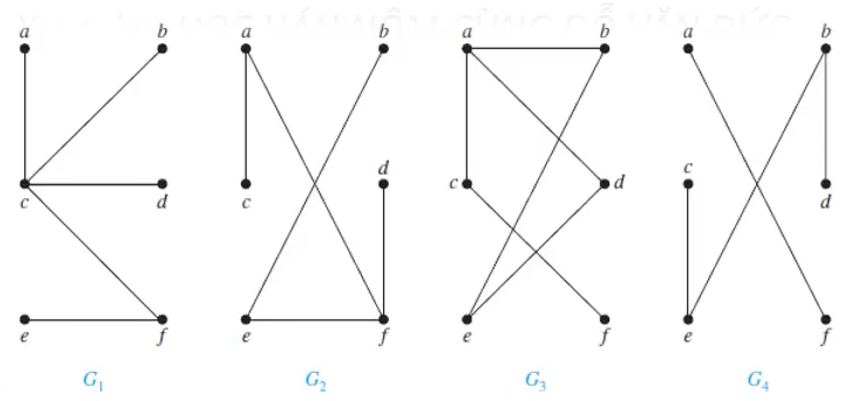 a b a b a b a b
c d c d c d c d
e f e f e f e f
G1 G2 G3 G4